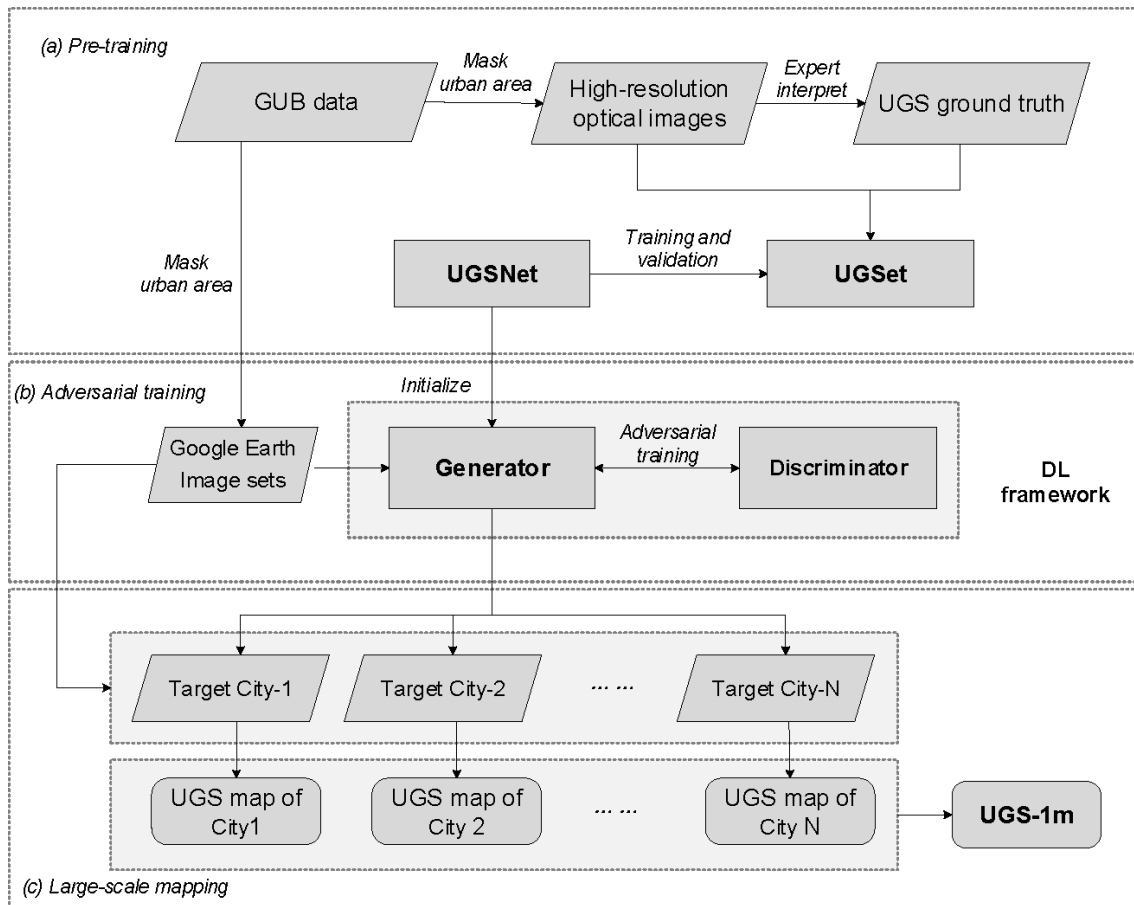 (a) Pre-training
Mask
urban area
Expert
interpret
GUB data
High-resolution
optical images
UGS ground truth
Mask
urban area
UGSNet
Training and
validation
UGSet
(b) Adversarial training
Initialize
Google Earth
Image sets
Generator
Adversarial
training
Discriminator
DL
framework
Target City-1
Target City-2
... ...
Target City-N
UGS map of
City1
UGS map of
City 2
... ...
UGS map of
City N
UGS-1m
(c) Large-scale mapping